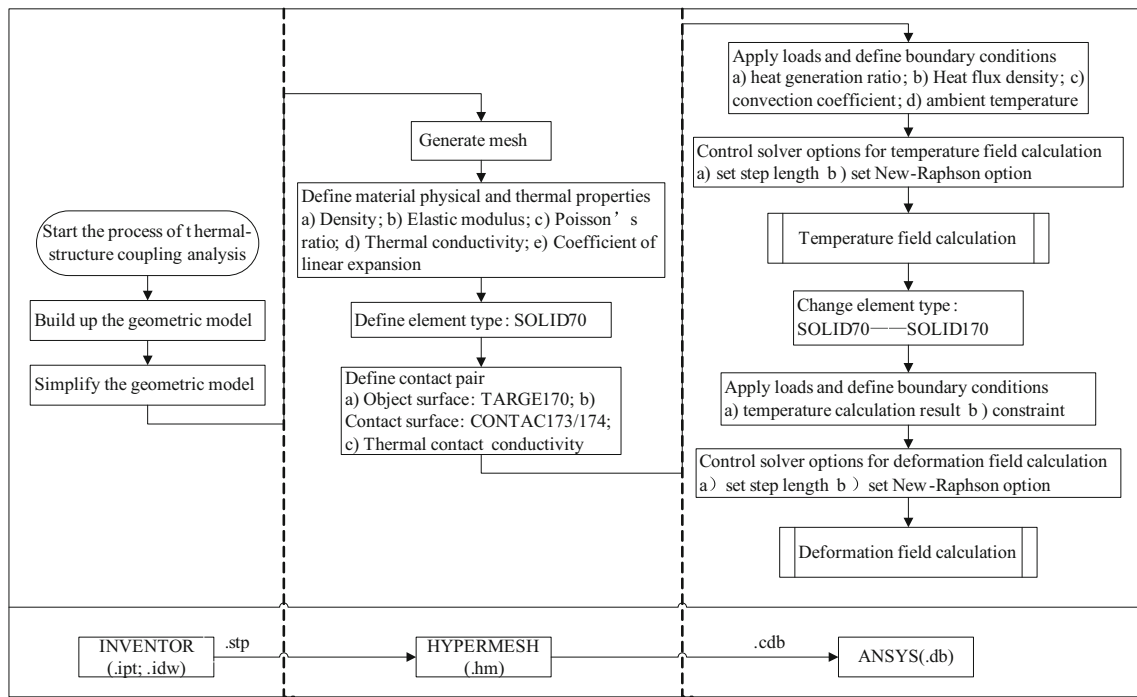 Start the process of thermal-
structure coupling analysis
Build up the geometric model
Simplify the geometric model
Generate mesh
Define material physical and thermal properties
a) Density; b) Elastic modulus; c) Poisson's
ratio; d) Thermal conductivity; e) Coefficient of
linear expansion
Define element type: SOLID70
Define contact pair
a) Object surface: TARGE170; b)
Contact surface: CONTAC173/174;
c) Thermal contact conductivity
Apply loads and define boundary conditions
a) heat generation ratio; b) Heat flux density; c)
convection coefficient; d) ambient temperature
Control solver options for temperature field calculation
a) set step length b) set New-Raphson option
Temperature field calculation
Change element type:
SOLID70——SOLID170
Apply loads and define boundary conditions
a) temperature calculation result b) constraint
Control solver options for deformation field calculation
a) set step length b) set New-Raphson option
Deformation field calculation
INVENTOR
(.ipt; .idw)
.stp
HYPERMESH
(.hm)
.cdb
ANSYS(.db)